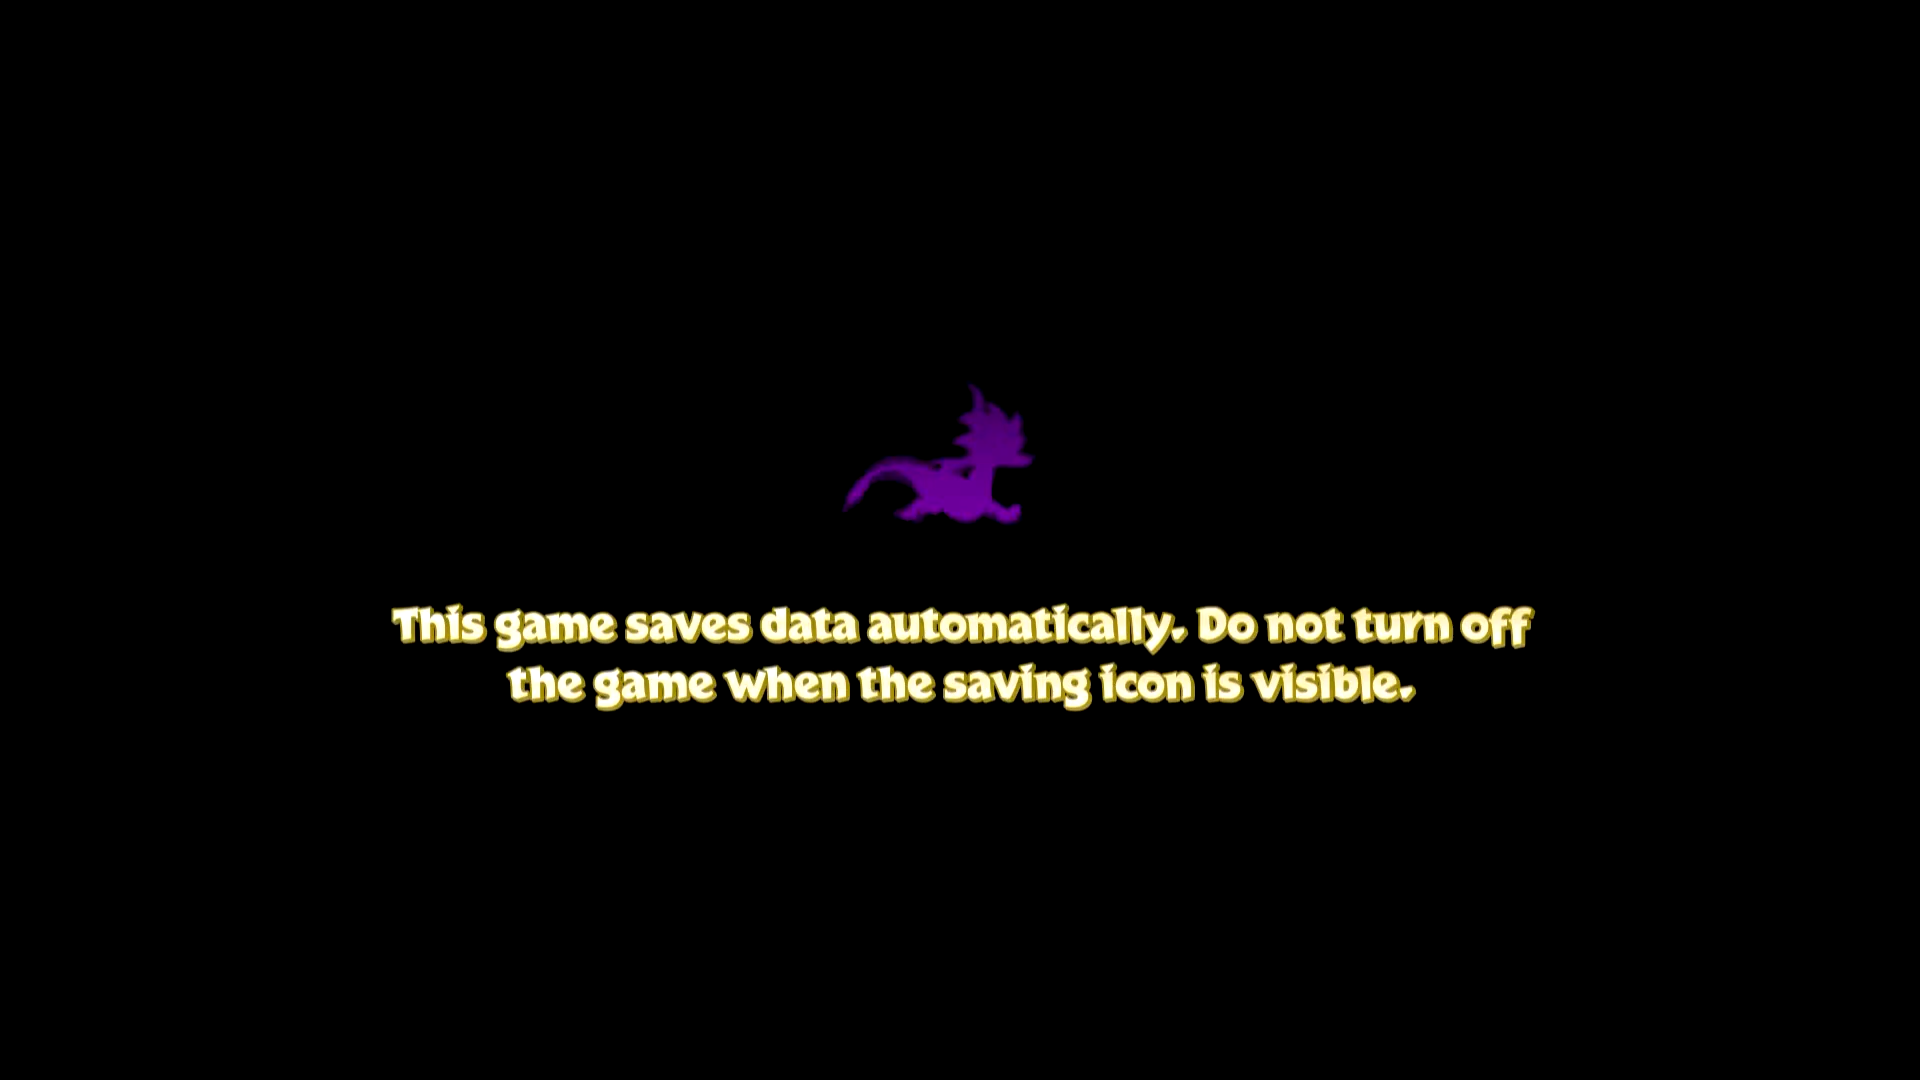 This game saves data automatically. Do not turn off
the game when the saving icon is visible.